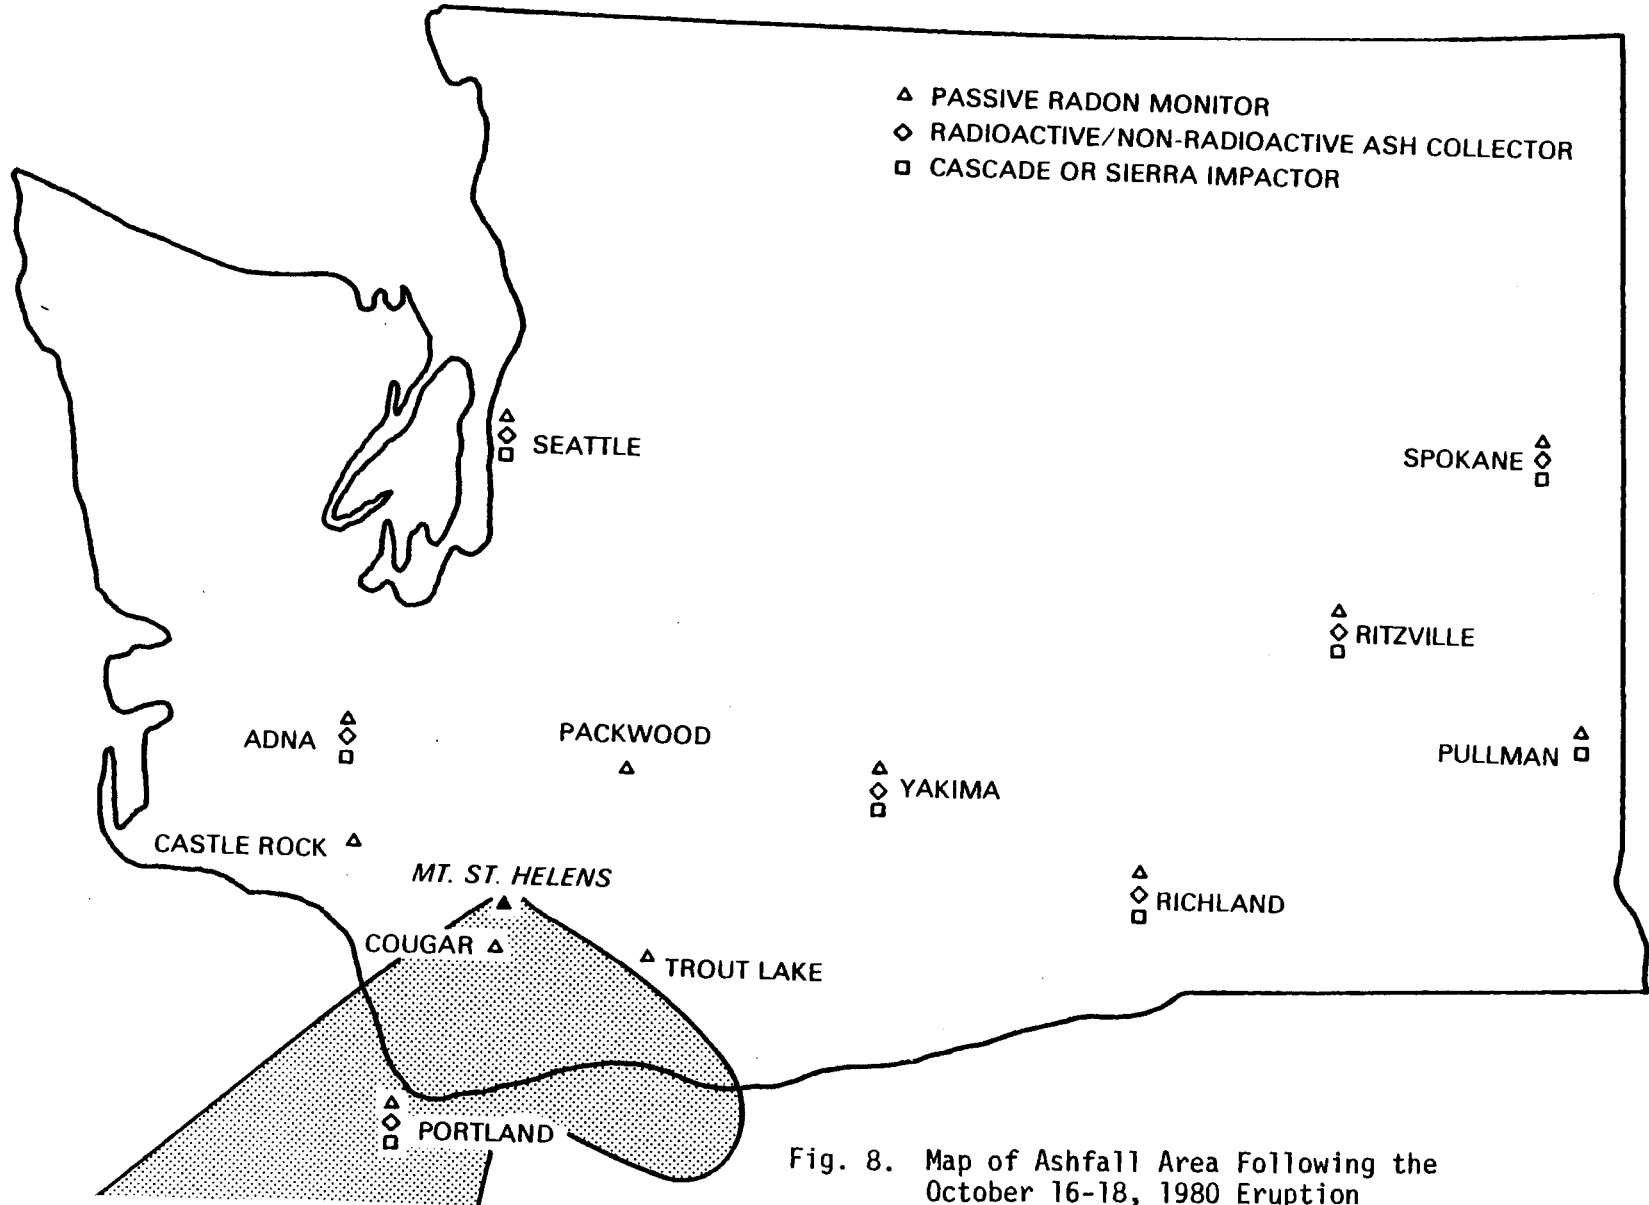 PASSIVE RADON MONITOR
RADIOACTIVE/NON-RADIOACTIVE ASH COLLECTOR
CASCADE OR SIERRA IMPACTOR
SEATTLE
SPOKANE
RITZVILLE
ADNA
PACKWOOD
PULLMAN
YAKIMA
CASTLE ROCK
MT. ST. HELENS
RICHLAND
COUGAR
TROUT LAKE
PORTLAND
Fig. 8. Map of Ashfall Area Following the
October 16-18, 1980 Eruption